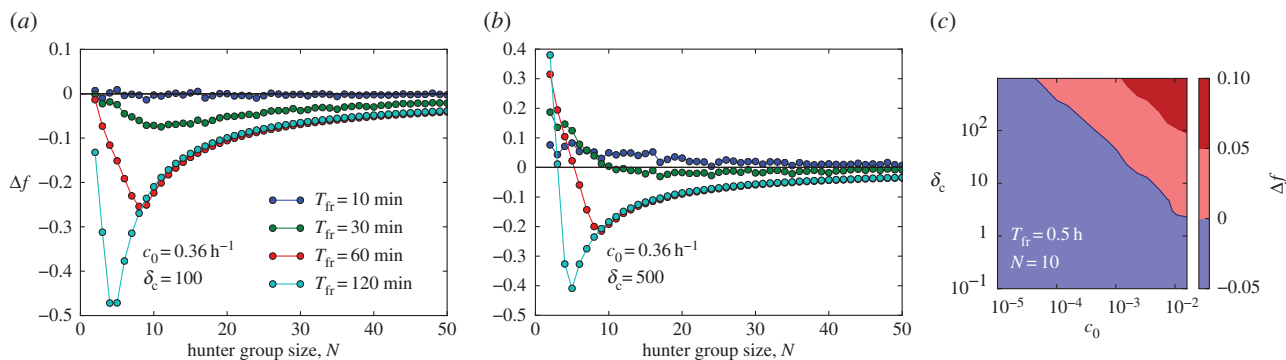 (a)
0.1
0
−0.1
−0.2
−0.3
−0.4
−0.5
Δf
0
10
20
30
40
50
hunter group size, N
T_fr = 10 min
T_fr = 30 min
T_fr = 60 min
T_fr = 120 min
c_0 = 0.36 h^−1
δ_c = 100
(b)
0.4
0.3
0.2
0.1
0
−0.1
−0.2
−0.3
−0.4
−0.5
0
10
20
30
40
50
hunter group size, N
c_0 = 0.36 h^−1
δ_c = 500
(c)
10^2
10
1
10^−1
δ_c
10^−5
10^−4
10^−3
10^−2
c_0
T_fr = 0.5 h
N = 10
0.10
0.05
0
−0.05
Δf